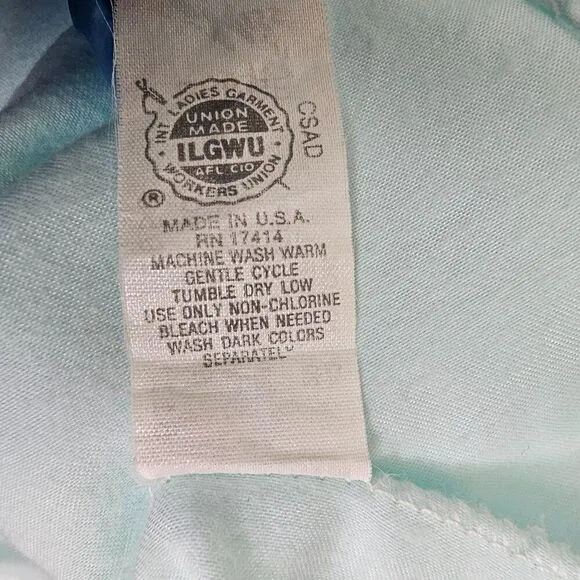 INT. LADIES GARMENT
WORKERS UNION
UNION
MADE
ILGWU
AFL, CIO
®
CSAD
MADE IN U.S.A.
RN 17414
MACHINE WASH WARM
GENTLE CYCLE
TUMBLE DRY LOW
USE ONLY NON-CHLORINE
BLEACH WHEN NEEDED
WASH DARK COLORS
SEPARATELY